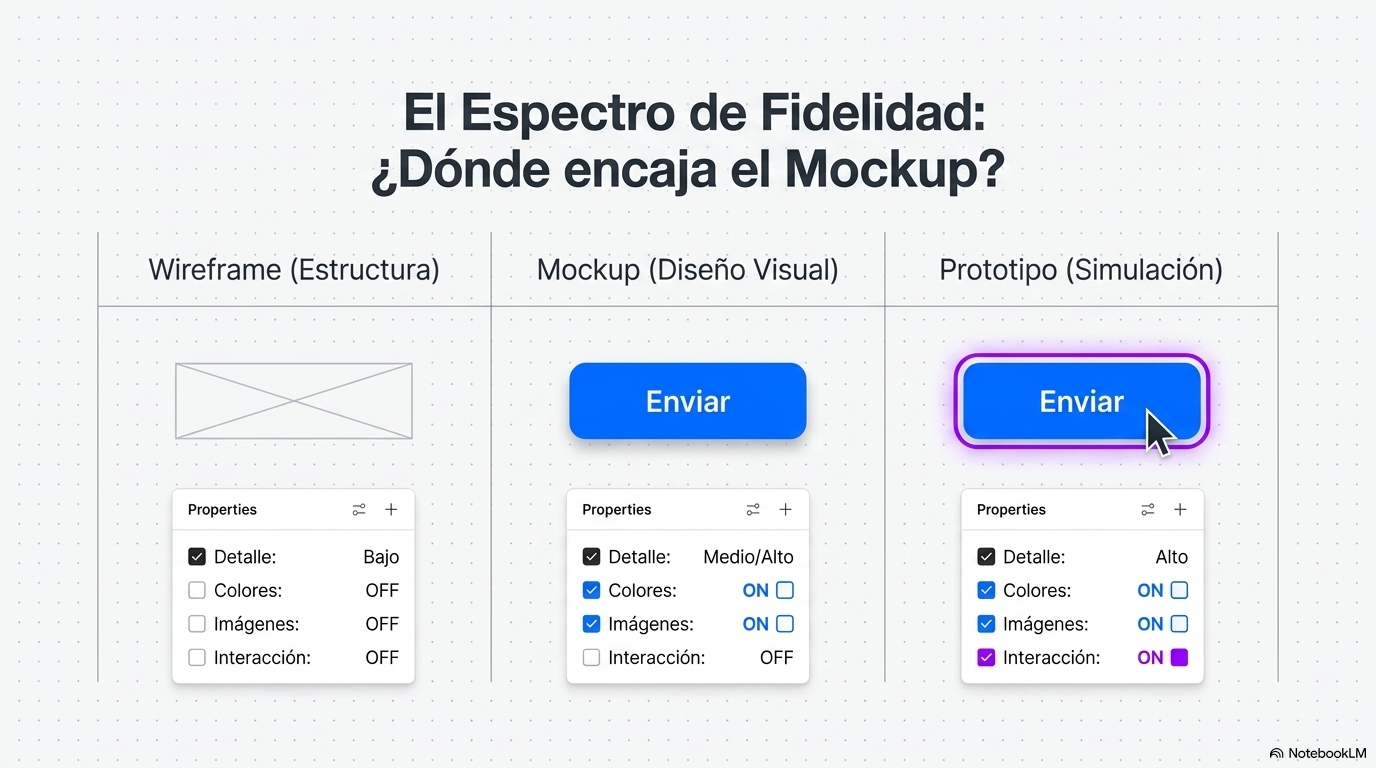 El Espectro de Fidelidad:
¿Dónde encaja el Mockup?
Wireframe (Estructura)
Mockup (Diseño Visual)
Prototipo (Simulación)
Enviar
Enviar
Properties
Detalle: Bajo
Colores: OFF
Imágenes: OFF
Interacción: OFF
Properties
Detalle: Medio/Alto
Colores: ON
Imágenes: ON
Interacción: OFF
Properties
Detalle: Alto
Colores: ON
Imágenes: ON
Interacción: ON
NotebookLM